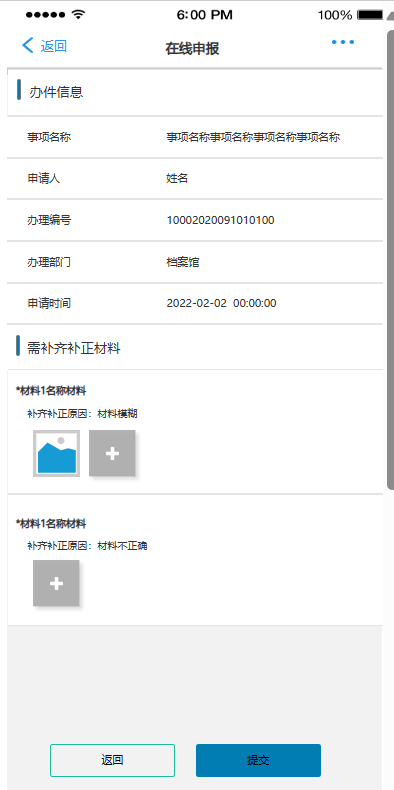 6:00 PM 100%
返回 在线申报
办件信息
事项名称 事项名称事项名称事项名称事项名称
申请人 姓名
办理编号 10002020091010100
办理部门 档案馆
申请时间 2022-02-02 00:00:00
需补齐补正材料
*材料1名称材料
补齐补正原因：材料模糊
*材料1名称材料
补齐补正原因：材料不正确
返回 提交